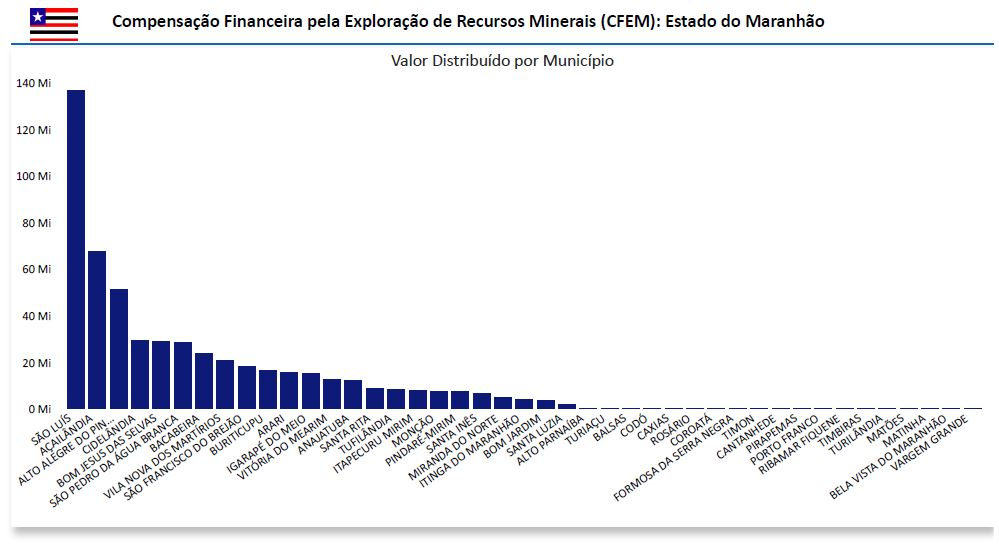 Compensação Financeira pela Exploração de Recursos Minerais (CFEM): Estado do Maranhão
Valor Distribuído por Município
140 Mi
120 Mi
100 Mi
80 Mi
60 Mi
40 Mi
20 Mi
0 Mi
SÃO LUÍS
AÇAILÂNDIA
ALTO ALEGRE DO PIN...
CIDELÂNDIA
BOM JESUS DAS SELVAS
SÃO PEDRO DA ÁGUA BRANCA
BACABEIRA
VILA NOVA DOS MARTÍRIOS
SÃO FRANCISCO DO BREJÃO
BURITICUPU
ARARI
IGARAPÉ DO MEIO
VITÓRIA DO MEARIM
ANAJATUBA
SANTA RITA
TUFILÂNDIA
ITAPECURU MIRIM
MONÇÃO
PINDARÉ-MIRIM
SANTA INÊS
MIRANDA DO NORTE
ITINGA DO MARANHÃO
BOM JARDIM
SANTA LUZIA
ALTO PARNAÍBA
TURIAÇU
BALSAS
CODÓ
CAXIAS
ROSÁRIO
COROATÁ
FORMOSA DA SERRA NEGRA
TIMON
CANTANHEDE
PIRAPEMAS
PORTO FRANCO
RIBAMAR FIQUENE
TIMBIRAS
TURILÂNDIA
MATÕES
MATINHA
BELA VISTA DO MARANHÃO
VARGEM GRANDE